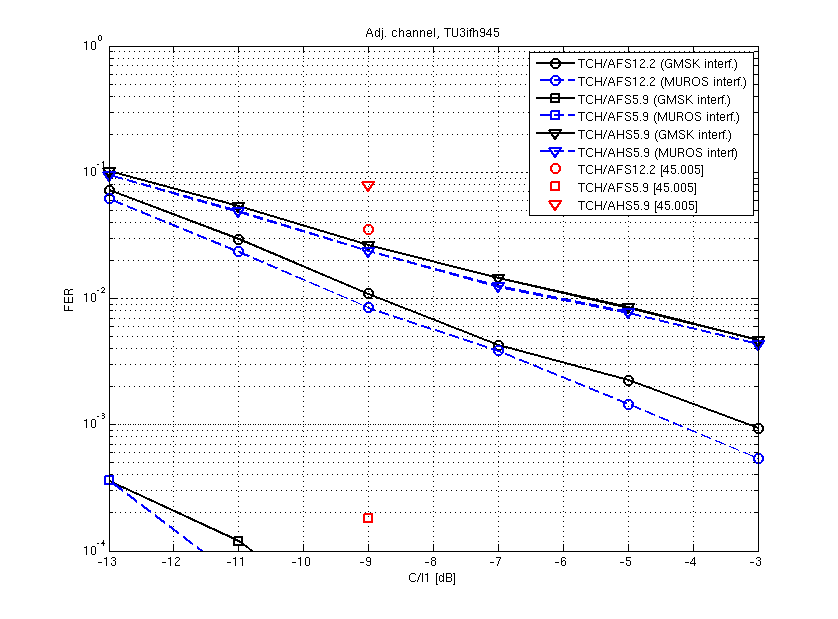 Adj. channel, TU3ifh945
TCH/AFS12.2 (GMSK interf.)
TCH/AFS12.2 (MUROS interf.)
TCH/AFS5.9 (GMSK interf.)
TCH/AFS5.9 (MUROS interf.)
TCH/AHS5.9 (GMSK interf.)
TCH/AHS5.9 (MUROS interf)
TCH/AFS12.2 [45.005]
TCH/AFS5.9 [45.005]
TCH/AHS5.9 [45.005]
10^0
10^-1
10^-2
10^-3
10^-4
FER
-13 -12 -11 -10 -9 -8 -7 -6 -5 -4 -3
C/I1 [dB]